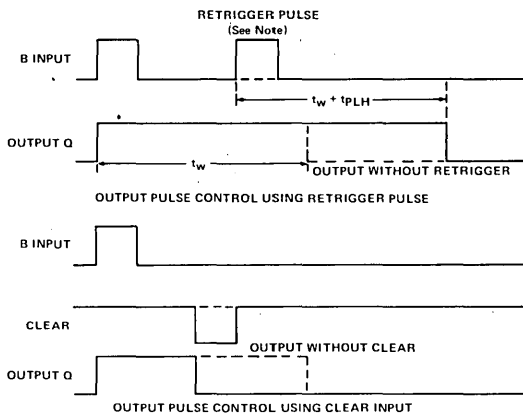 RETRIGGER PULSE
(See Note)
B INPUT
tw + tPLH
OUTPUT Q
tw
OUTPUT WITHOUT RETRIGGER
OUTPUT PULSE CONTROL USING RETRIGGER PULSE
B INPUT
CLEAR
OUTPUT WITHOUT CLEAR
OUTPUT Q
OUTPUT PULSE CONTROL USING CLEAR INPUT